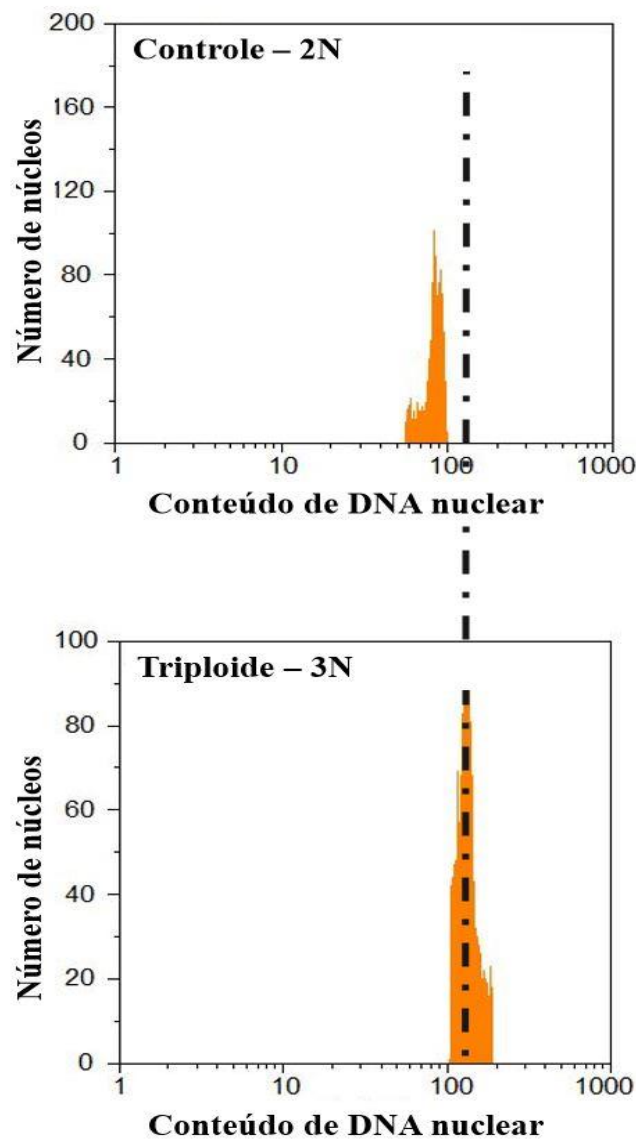 200
Controle – 2N
160
120
80
40
0
Número de núcleos
1 10 100 1000
Conteúdo de DNA nuclear
100
Triploide – 3N
80
60
40
20
0
Número de núcleos
1 10 100 1000
Conteúdo de DNA nuclear